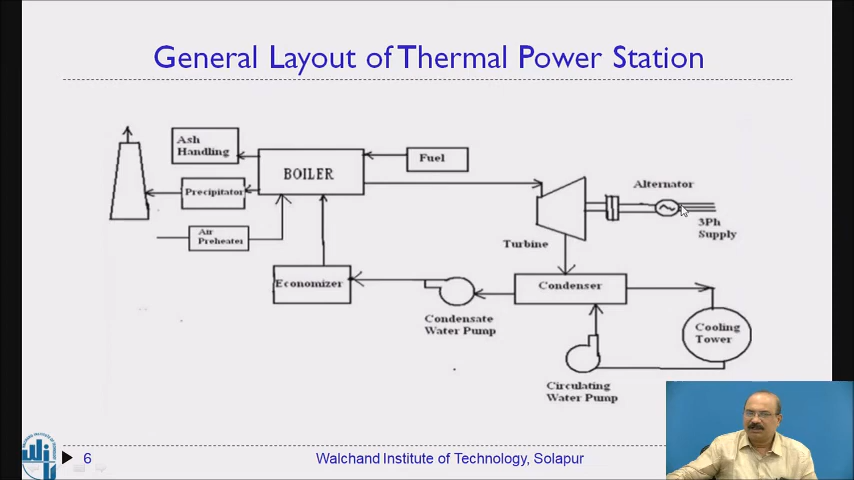 General Layout of Thermal Power Station
Ash
Handling
BOILER
Fuel
Precipitator
Alternator
Air
Preheater
3Ph
Supply
Turbine
Economizer
Condenser
Condensate
Water Pump
Cooling
Tower
Circulating
Water Pump
6
Walchand Institute of Technology, Solapur